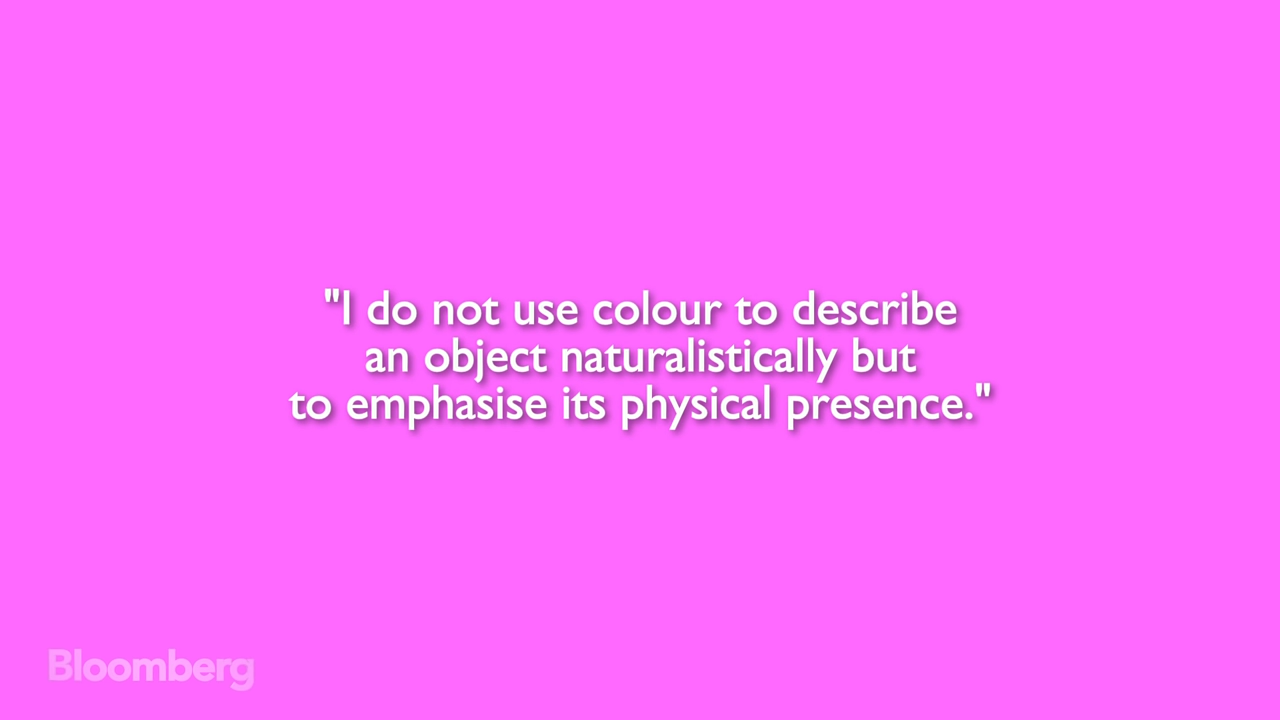 "I do not use colour to describe
an object naturalistically but
to emphasise its physical presence."
Bloomberg